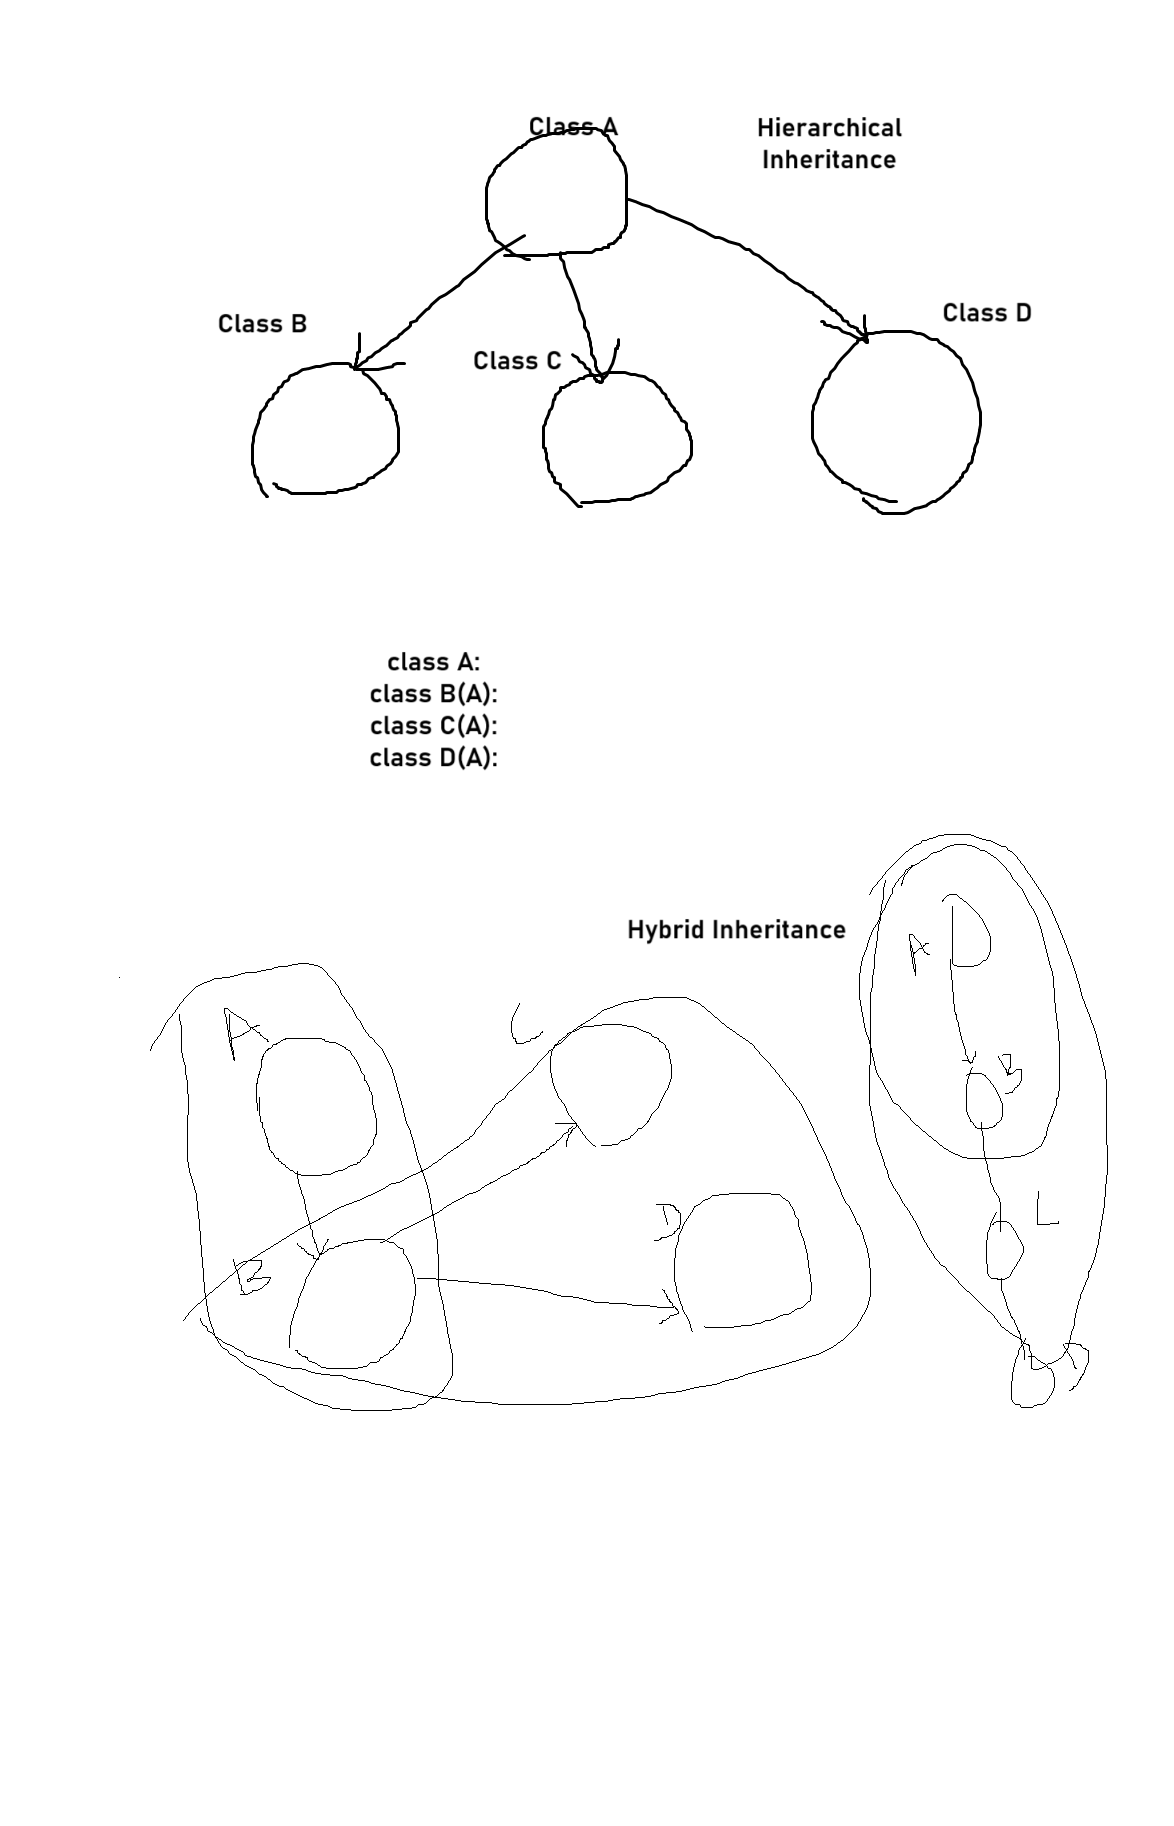 Class A
Hierarchical
Inheritance
Class B
Class C
Class D
class A:
class B(A):
class C(A):
class D(A):
Hybrid Inheritance
A
B
C
D
A
B
L